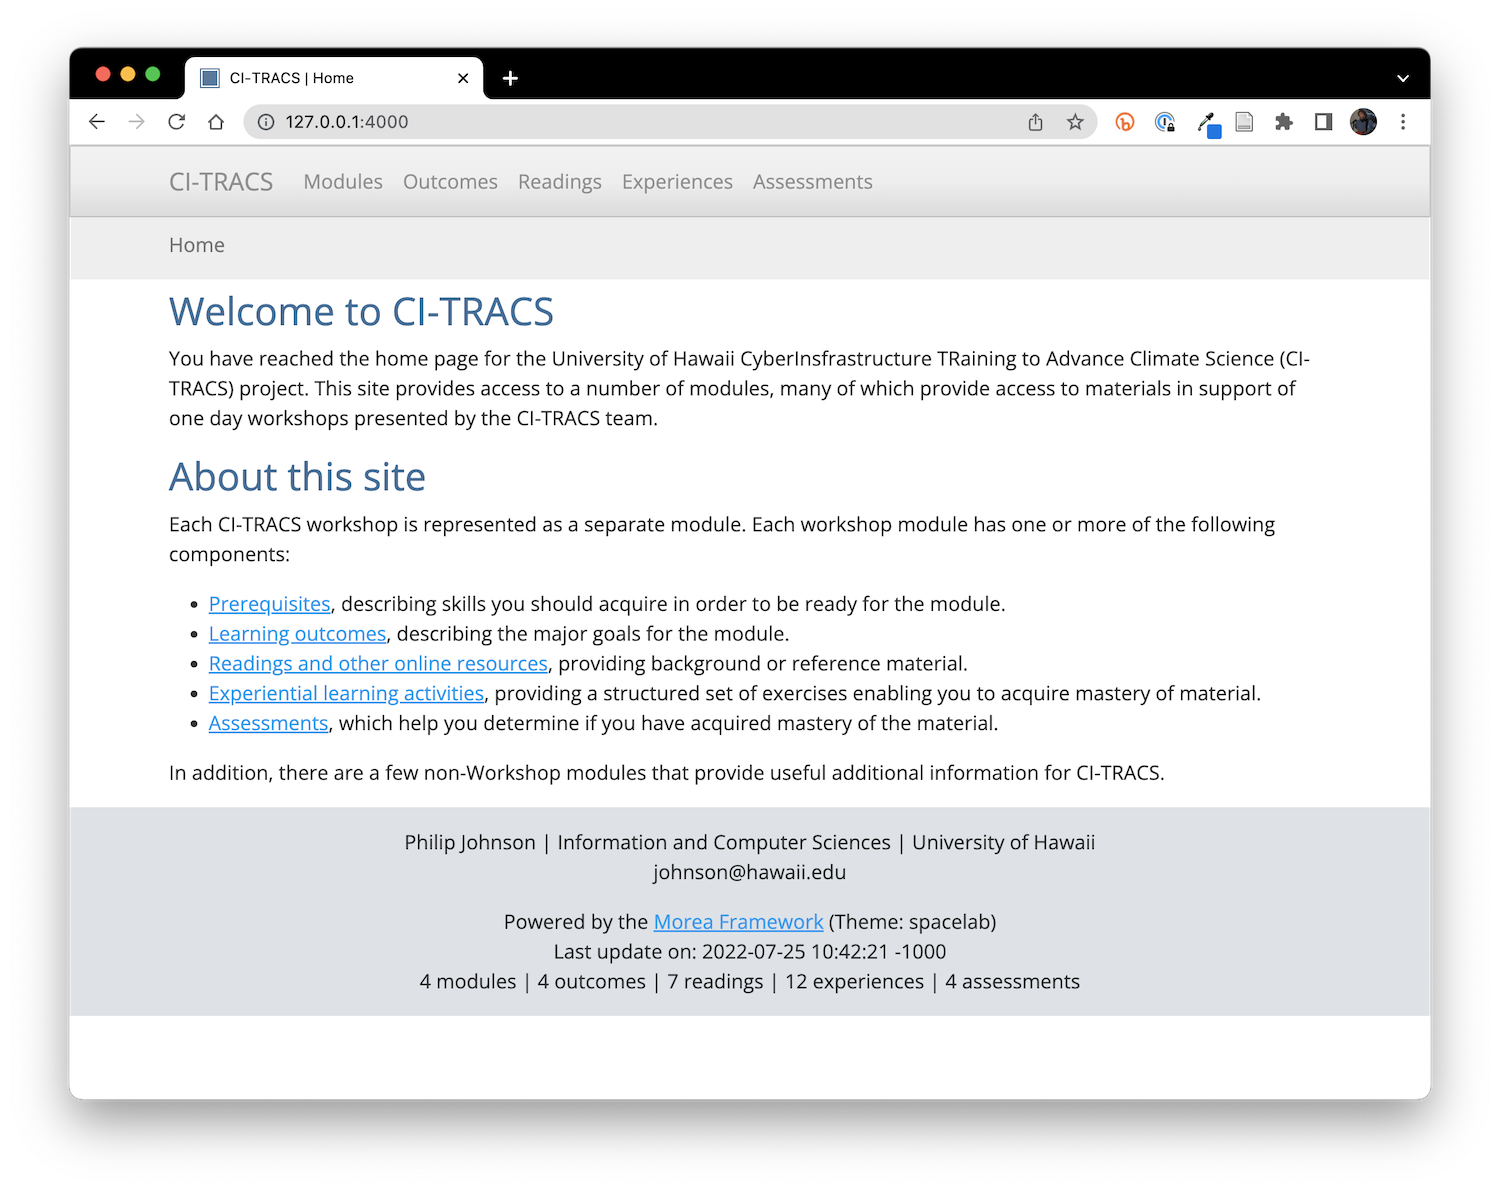 CI-TRACS | Home
127.0.0.1:4000
CI-TRACS Modules Outcomes Readings Experiences Assessments
Home
Welcome to CI-TRACS
You have reached the home page for the University of Hawaii CyberInsfrastructure TRaining to Advance Climate Science (CI-
TRACS) project. This site provides access to a number of modules, many of which provide access to materials in support of
one day workshops presented by the CI-TRACS team.
About this site
Each CI-TRACS workshop is represented as a separate module. Each workshop module has one or more of the following
components:
• Prerequisites, describing skills you should acquire in order to be ready for the module.
• Learning outcomes, describing the major goals for the module.
• Readings and other online resources, providing background or reference material.
• Experiential learning activities, providing a structured set of exercises enabling you to acquire mastery of material.
• Assessments, which help you determine if you have acquired mastery of the material.
In addition, there are a few non-Workshop modules that provide useful additional information for CI-TRACS.
Philip Johnson | Information and Computer Sciences | University of Hawaii
johnson@hawaii.edu
Powered by the Morea Framework (Theme: spacelab)
Last update on: 2022-07-25 10:42:21 -1000
4 modules | 4 outcomes | 7 readings | 12 experiences | 4 assessments